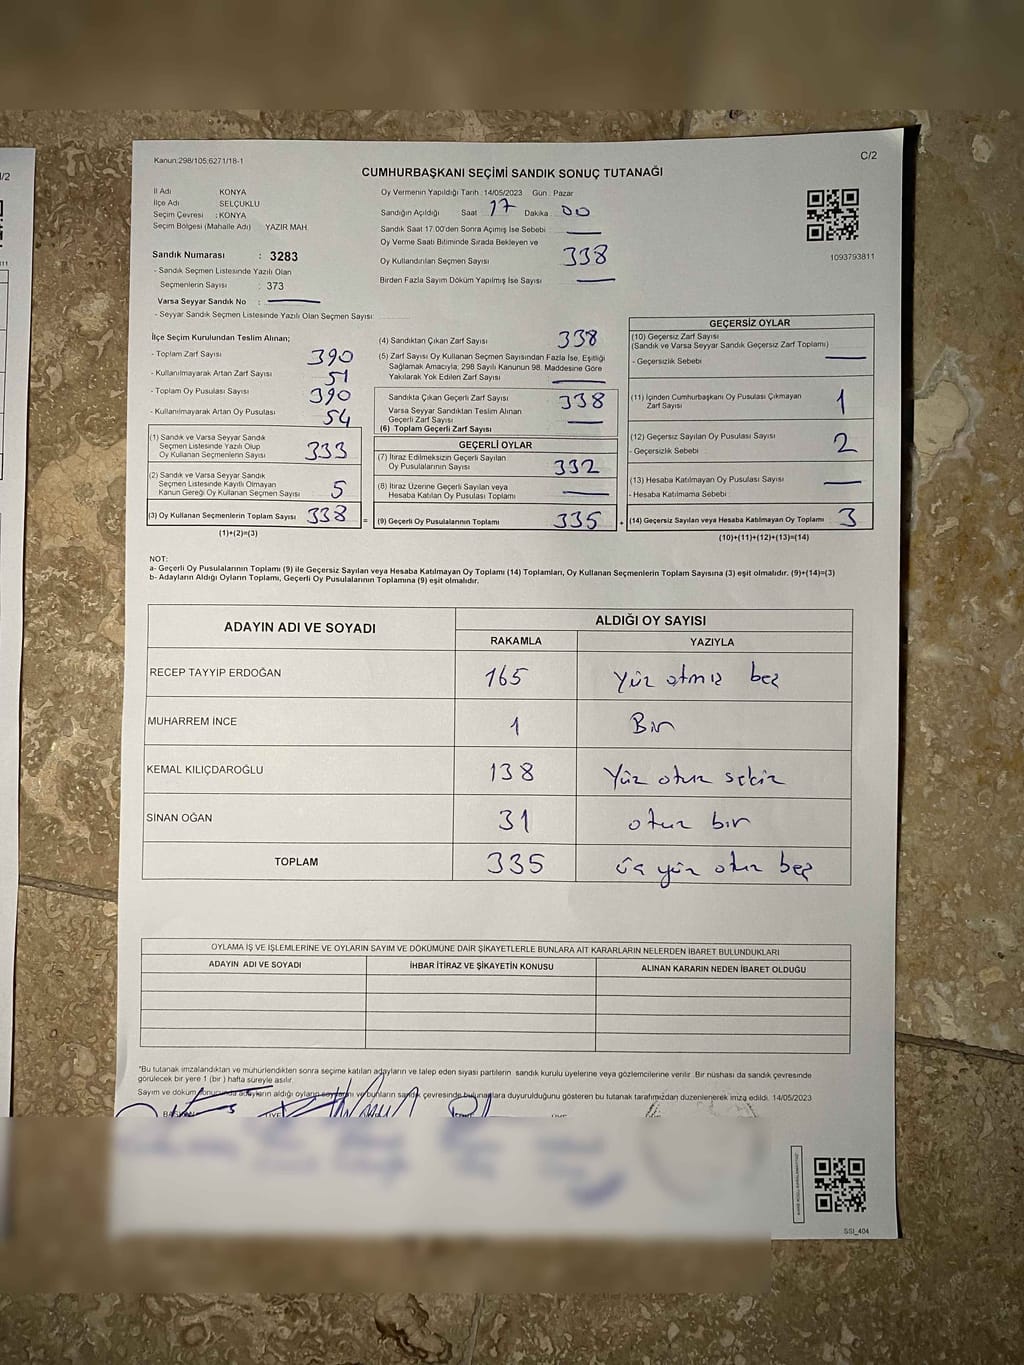 Kanun:298/105;6271/18-1
C/2
CUMHURBAŞKANI SEÇİMİ SANDIK SONUÇ TUTANAĞI
İl Adı KONYA
İlçe Adı SELÇUKLU
Seçim Çevresi : KONYA
Seçim Bölgesi (Mahalle Adı) YAZIR MAH
Oy Vermenin Yapıldığı Tarih : 14/05/2023 Gün : Pazar
Sandığın Açıldığı Saat 17 Dakika 00
Sandık Saat 17.00'den Sonra Açımış İse Sebebi
Oy Verme Saati Bitiminde Sırada Bekleyen ve
Oy Kullandırılan Seçmen Sayısı 338
Birden Fazla Sayım Döküm Yapılmış İse Sayısı
1093793811
Sandık Numarası : 3283
- Sandık Seçmen Listesinde Yazılı Olan
Seçmenlerin Sayısı : 373
Varsa Seyyar Sandık No :
- Seyyar Sandık Seçmen Listesinde Yazılı Olan Seçmen Sayısı:
İlçe Seçim Kurulundan Teslim Alınan;
- Toplam Zarf Sayısı 390
- Kullanılmayarak Artan Zarf Sayısı 51
- Toplam Oy Pusulası Sayısı 390
- Kullanılmayarak Artan Oy Pusulası 54
(1) Sandık ve Varsa Seyyar Sandık
Seçmen Listesinde Yazılı Olup
Oy Kullanan Seçmenlerin Sayısı 333
(2) Sandık ve Varsa Seyyar Sandık
Seçmen Listesinde Kayıtlı Olmayan
Kanun Gereği Oy Kullanan Seçmen Sayısı 5
(3) Oy Kullanan Seçmenlerin Toplam Sayısı 338
(1)+(2)=(3)
(4) Sandıktan Çıkan Zarf Sayısı 338
(5) Zarf Sayısı Oy Kullanan Seçmen Sayısından Fazla İse, Eşitliği
Sağlamak Amacıyla; 298 Sayılı Kanunun 98. Maddesine Göre
Yakılarak Yok Edilen Zarf Sayısı
Sandıkta Çıkan Geçerli Zarf Sayısı 338
Varsa Seyyar Sandıktan Teslim Alınan
Geçerli Zarf Sayısı
(6) Toplam Geçerli Zarf Sayısı
GEÇERLİ OYLAR
(7) İtiraz Edilmeksizin Geçerli Sayılan
Oy Pusulalarının Sayısı 332
(8) İtiraz Üzerine Geçerli Sayılan veya
Hesaba Katılan Oy Pusulası Toplamı
= (9) Geçerli Oy Pusulalarının Toplamı 335 +
GEÇERSİZ OYLAR
(10) Geçersiz Zarf Sayısı
(Sandık ve Varsa Seyyar Sandık Geçersiz Zarf Toplamı)
- Geçersizlik Sebebi
(11) İçinden Cumhurbaşkanı Oy Pusulası Çıkmayan
Zarf Sayısı 1
(12) Geçersiz Sayılan Oy Pusulası Sayısı 2
- Geçersizlik Sebebi
(13) Hesaba Katılmayan Oy Pusulası Sayısı
- Hesaba Katılmama Sebebi
(14) Geçersiz Sayılan veya Hesaba Katılmayan Oy Toplamı 3
(10)+(11)+(12)+(13)=(14)
NOT:
a- Geçerli Oy Pusulalarının Toplamı (9) ile Geçersiz Sayılan veya Hesaba Katılmayan Oy Toplamı (14) Toplamları, Oy Kullanan Seçmenlerin Toplam Sayısına (3) eşit olmalıdır. (9)+(14)=(3)
b- Adayların Aldığı Oyların Toplamı, Geçerli Oy Pusulalarının Toplamına (9) eşit olmalıdır.
ADAYIN ADI VE SOYADI ALDIĞI OY SAYISI
RAKAMLA YAZIYLA
RECEP TAYYIP ERDOĞAN 165 Yüz atmış beş
MUHARREM İNCE 1 Bir
KEMAL KILIÇDAROĞLU 138 Yüz otuz sekiz
SİNAN OĞAN 31 otuz bir
TOPLAM 335 üç yüz otuz beş
OYLAMA İŞ VE İŞLEMLERİNE VE OYLARIN SAYIM VE DÖKÜMÜNE DAİR ŞİKAYETLERLE BUNLARA AİT KARARLARIN NELERDEN İBARET BULUNDUKLARI
ADAYIN ADI VE SOYADI İHBAR İTİRAZ VE ŞİKAYETİN KONUSU ALINAN KARARIN NEDEN İBARET OLDUĞU
"Bu tutanak imzalandıktan ve mühürlendikten sonra seçime katılan adayların ve talep eden siyasi partilerin sandık kurulu üyelerine veya gözlemcilerine verilir. Bir nüshası da sandık çevresinde
görülecek bir yere 1 (bir) hafta süreyle asılır.
Sayım ve döküm sonucunda adayların aldığı oyların sayılarını ve bunların sandık çevresinde bulunanlara duyurulduğunu gösteren bu tutanak tarafımızdan düzenlenerek imza edildi. 14/05/2023
SSI_404